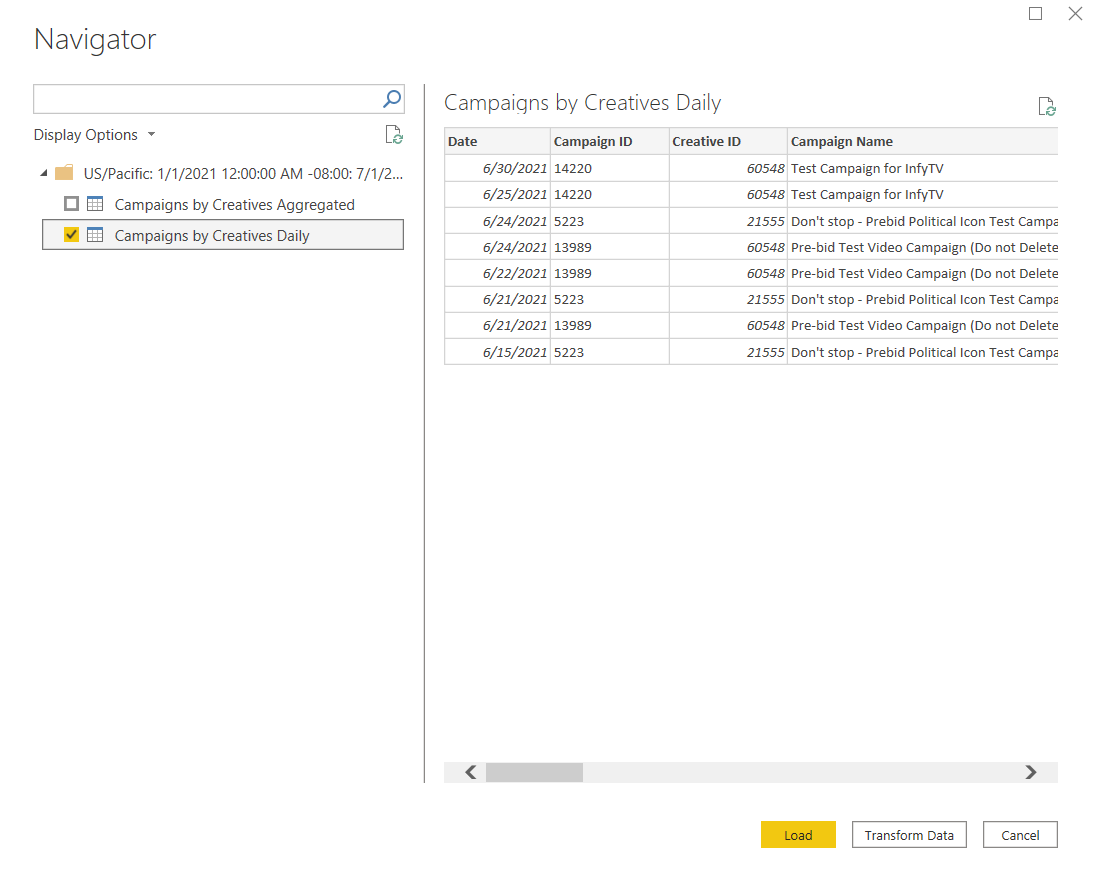 Navigator
Display Options
US/Pacific: 1/1/2021 12:00:00 AM -08:00: 7/1/2...
Campaigns by Creatives Aggregated
Campaigns by Creatives Daily
Campaigns by Creatives Daily
Date Campaign ID Creative ID Campaign Name
6/30/2021 14220 60548 Test Campaign for InfyTV
6/25/2021 14220 60548 Test Campaign for InfyTV
6/24/2021 5223 21555 Don't stop - Prebid Political Icon Test Campa
6/24/2021 13989 60548 Pre-bid Test Video Campaign (Do not Delete
6/22/2021 13989 60548 Pre-bid Test Video Campaign (Do not Delete
6/21/2021 5223 21555 Don't stop - Prebid Political Icon Test Campa
6/21/2021 13989 60548 Pre-bid Test Video Campaign (Do not Delete
6/15/2021 5223 21555 Don't stop - Prebid Political Icon Test Campa
Load Transform Data Cancel